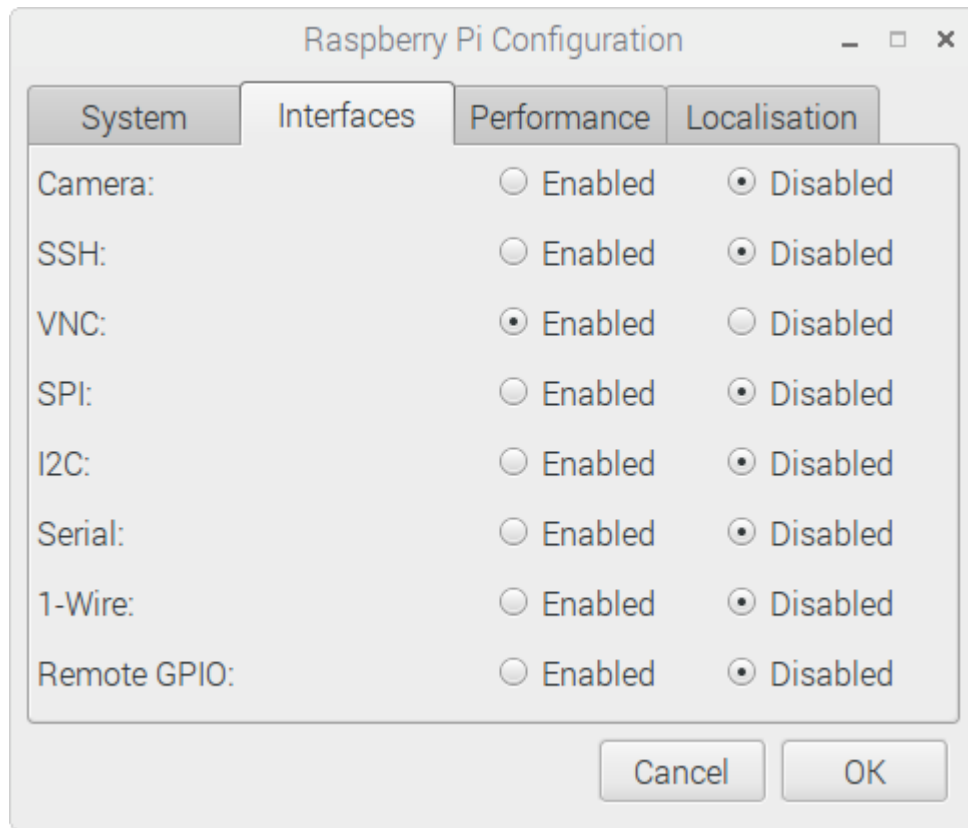 Raspberry Pi Configuration
System Interfaces Performance Localisation
Camera: Enabled Disabled
SSH: Enabled Disabled
VNC: Enabled Disabled
SPI: Enabled Disabled
I2C: Enabled Disabled
Serial: Enabled Disabled
1-Wire: Enabled Disabled
Remote GPIO: Enabled Disabled
Cancel OK